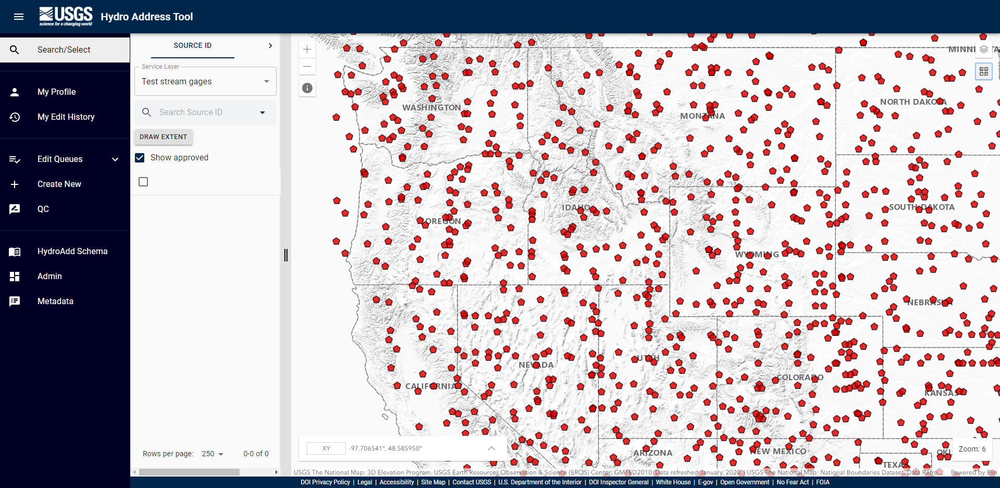 USGS
science for a changing world
Hydro Address Tool
Search/Select
My Profile
My Edit History
Edit Queues
Create New
QC
HydroAdd Schema
Admin
Metadata
SOURCE ID
Service Layer
Test stream gages
Search Source ID
DRAW EXTENT
Show approved
Rows per page: 250 0-0 of 0
WASHINGTON
MONTANA
NORTH DAKOTA
OREGON
IDAHO
WYOMING
SOUTH DAKOTA
NEBRASKA
NEVADA
UTAH
COLORADO
KANSAS
CALIFORNIA
ARIZONA
NEW MEXICO
XY -97.706541°, 48.585950°
Zoom: 6
USGS The National Map: 3D Elevation Program. USGS Earth Resources Observation & Science (EROS) Center: GMTED2010. Data refreshed January, 2020. | USGS The National Map: National Boundaries Dataset. Data Refre...
Powered by Esri
DOI Privacy Policy | Legal | Accessibility | Site Map | Contact USGS | U.S. Department of the Interior | DOI Inspector General | White House | E-gov | Open Government | No Fear Act | FOIA